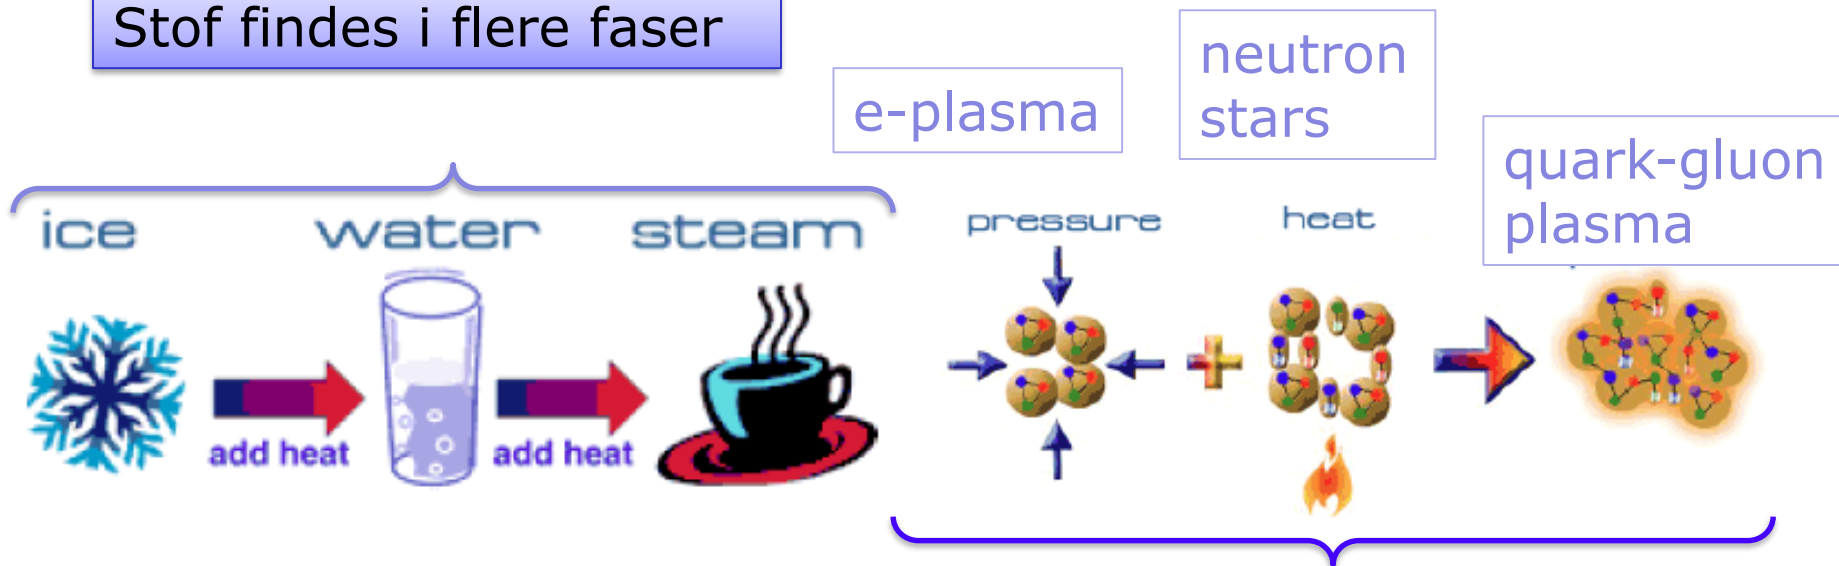 Stof findes i flere faser
e-plasma
neutron
stars
quark-gluon
plasma
ice
water
steam
pressure
heat
add heat
add heat